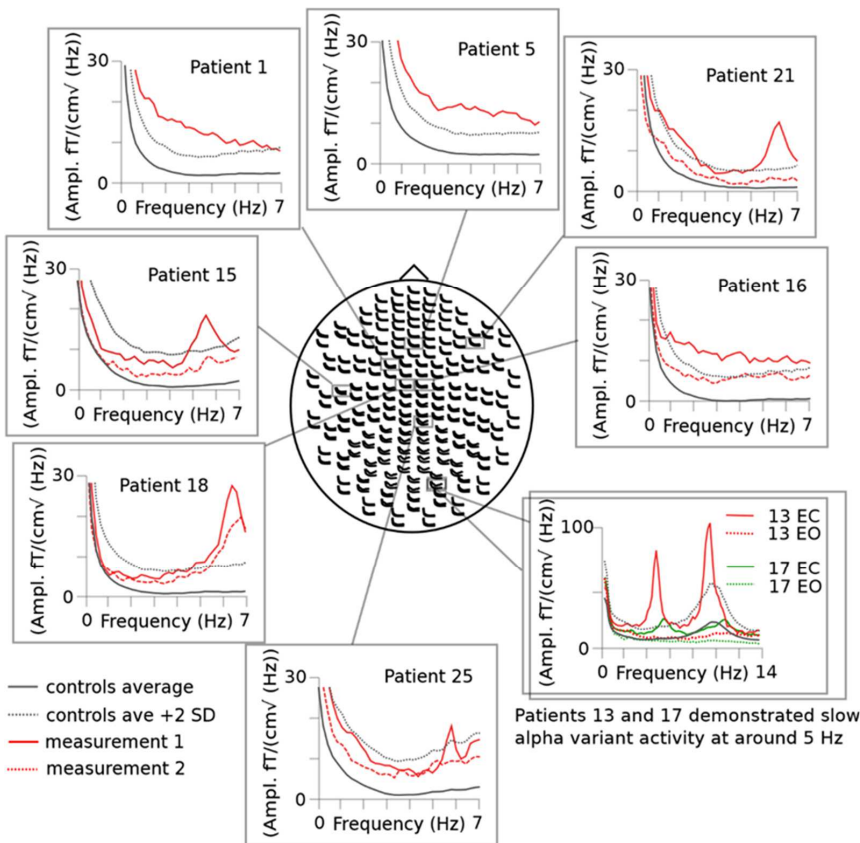 Patient 1
(Ampl. fT/(cm√ (Hz))
30
0
0 Frequency (Hz) 7
Patient 5
(Ampl. fT/(cm√ (Hz))
30
0
0 Frequency (Hz) 7
Patient 21
(Ampl. fT/(cm√ (Hz))
30
0
0 Frequency (Hz) 7
Patient 15
(Ampl. fT/(cm√ (Hz))
30
0
0 Frequency (Hz) 7
Patient 16
(Ampl. fT/(cm√ (Hz))
30
0
0 Frequency (Hz) 7
Patient 18
(Ampl. fT/(cm√ (Hz))
30
0
0 Frequency (Hz) 7
13 EC
13 EO
17 EC
17 EO
(Ampl. fT/(cm√ (Hz))
100
0
0 Frequency (Hz) 14
Patients 13 and 17 demonstrated slow
alpha variant activity at around 5 Hz
Patient 25
(Ampl. fT/(cm√ (Hz))
30
0
0 Frequency (Hz) 7
controls average
controls ave +2 SD
measurement 1
measurement 2